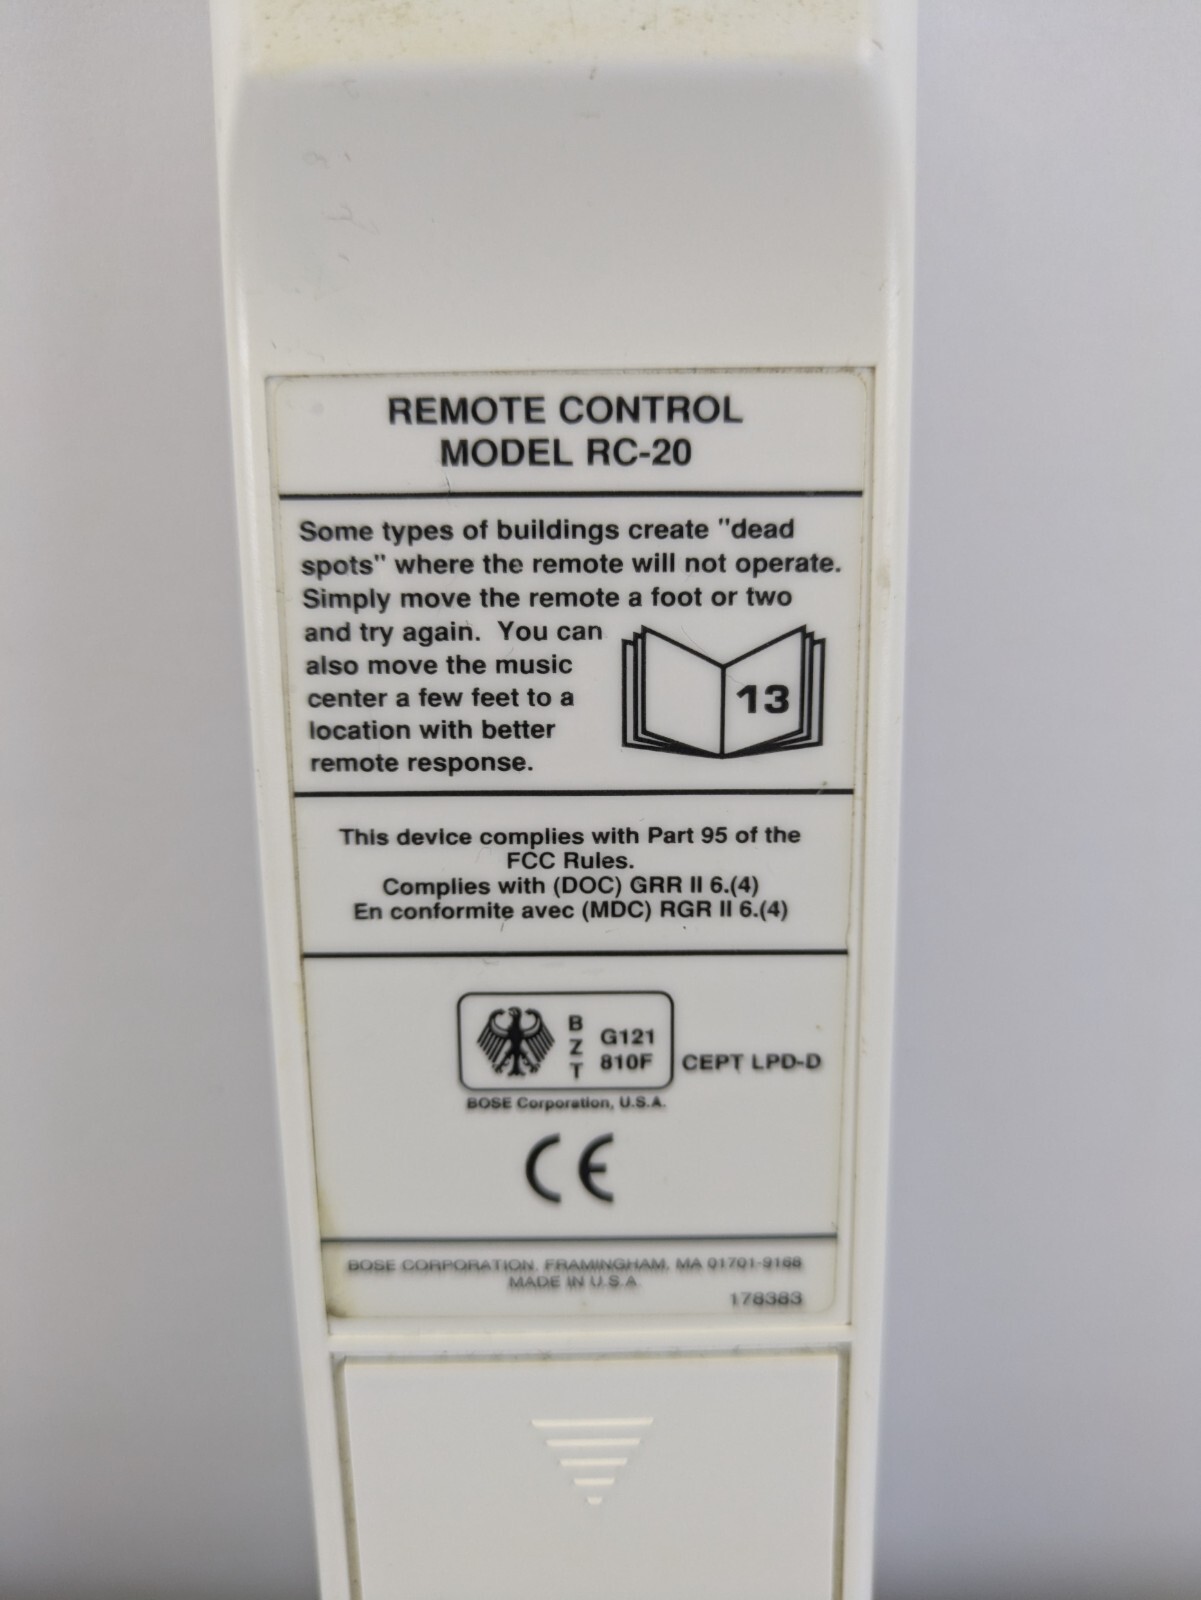 REMOTE CONTROL
MODEL RC-20
Some types of buildings create "dead
spots" where the remote will not operate.
Simply move the remote a foot or two
and try again. You can
also move the music
center a few feet to a
location with better
remote response.
13
This device complies with Part 95 of the
FCC Rules.
Complies with (DOC) GRR II 6.(4)
En conformite avec (MDC) RGR II 6.(4)
BZT
G121
810F
CEPT LPD-D
BOSE Corporation, U.S.A.
CE
BOSE CORPORATION, FRAMINGHAM, MA 01701-9168
MADE IN U.S.A.
178383